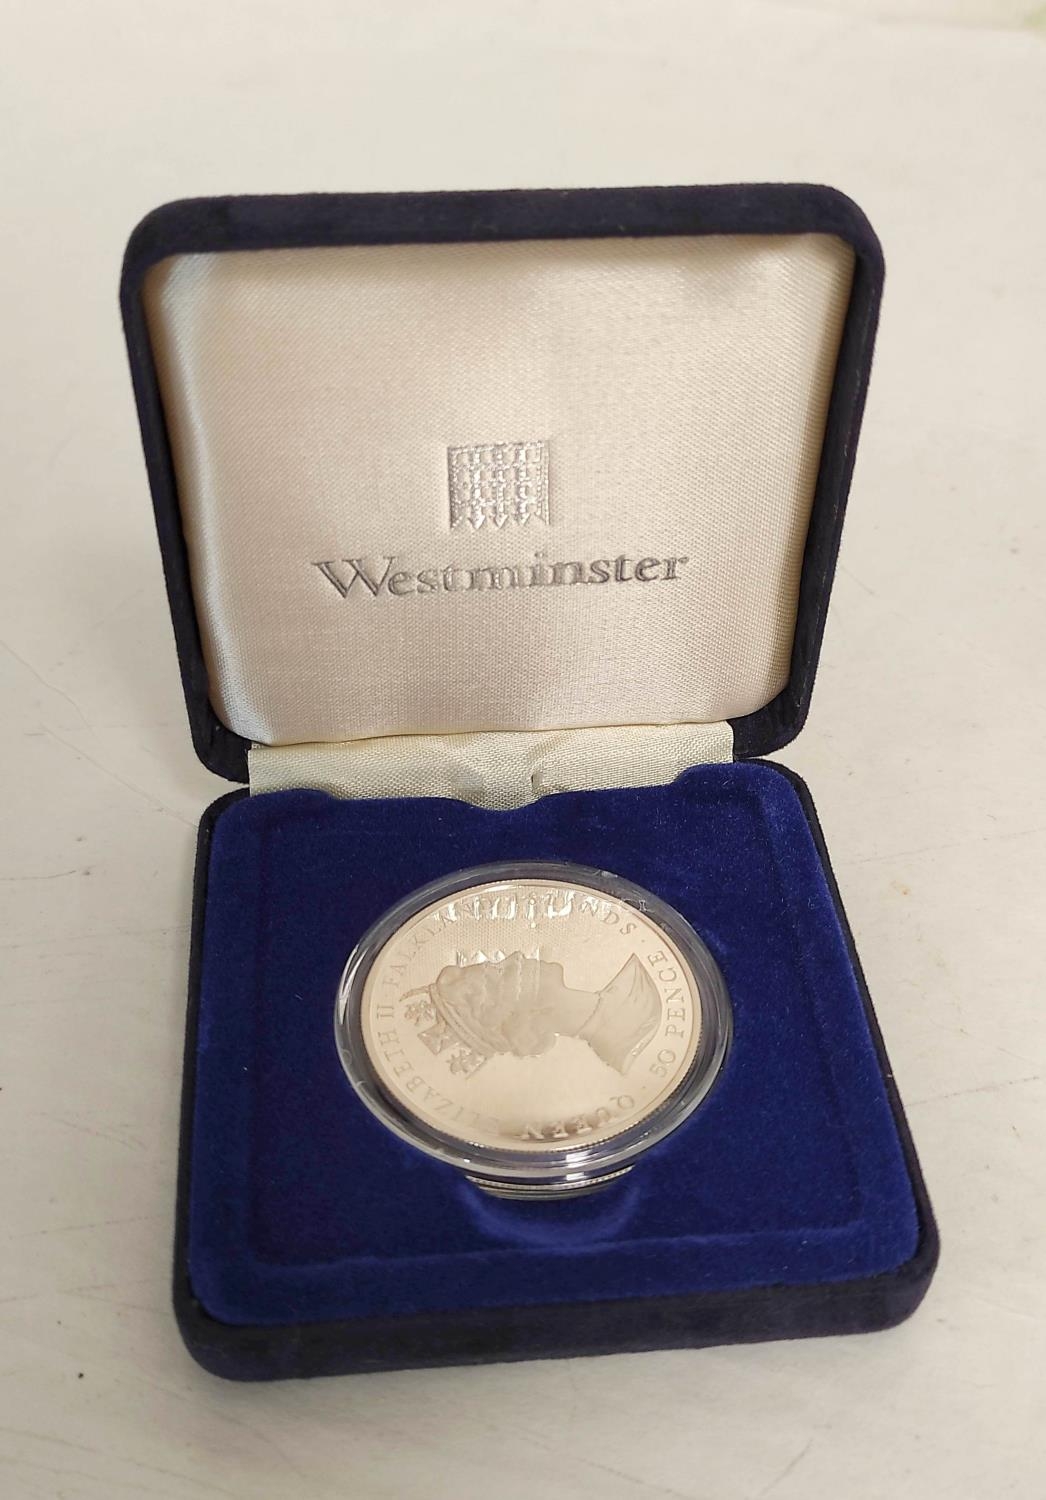 Westminster
QUEEN ELIZABETH II FALKLAND ISLANDS · 50 PENCE ·